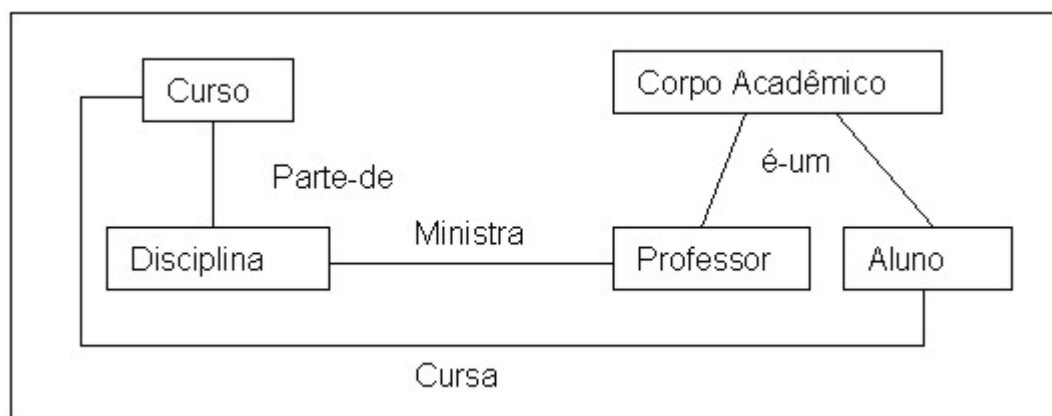 Curso
Corpo Acadêmico
Parte-de
é-um
Disciplina
Ministra
Professor
Aluno
Cursa